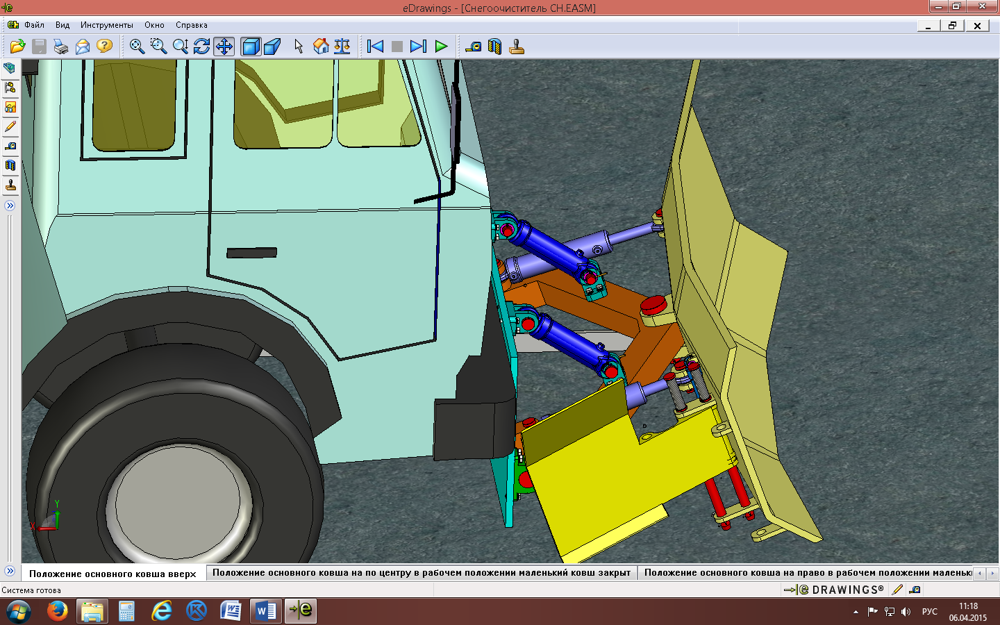 eDrawings - [Снегоочиститель СН.EASM]
Файл Вид Инструменты Окно Справка
Y
X
Положение основного ковша вверх
Положение основного ковша на по центру в рабочем положении маленький ковш закрыт
Положение основного ковша на право в рабочем положении маленькі
Система готова
e DRAWINGS®
РУС
11:18
06.04.2015